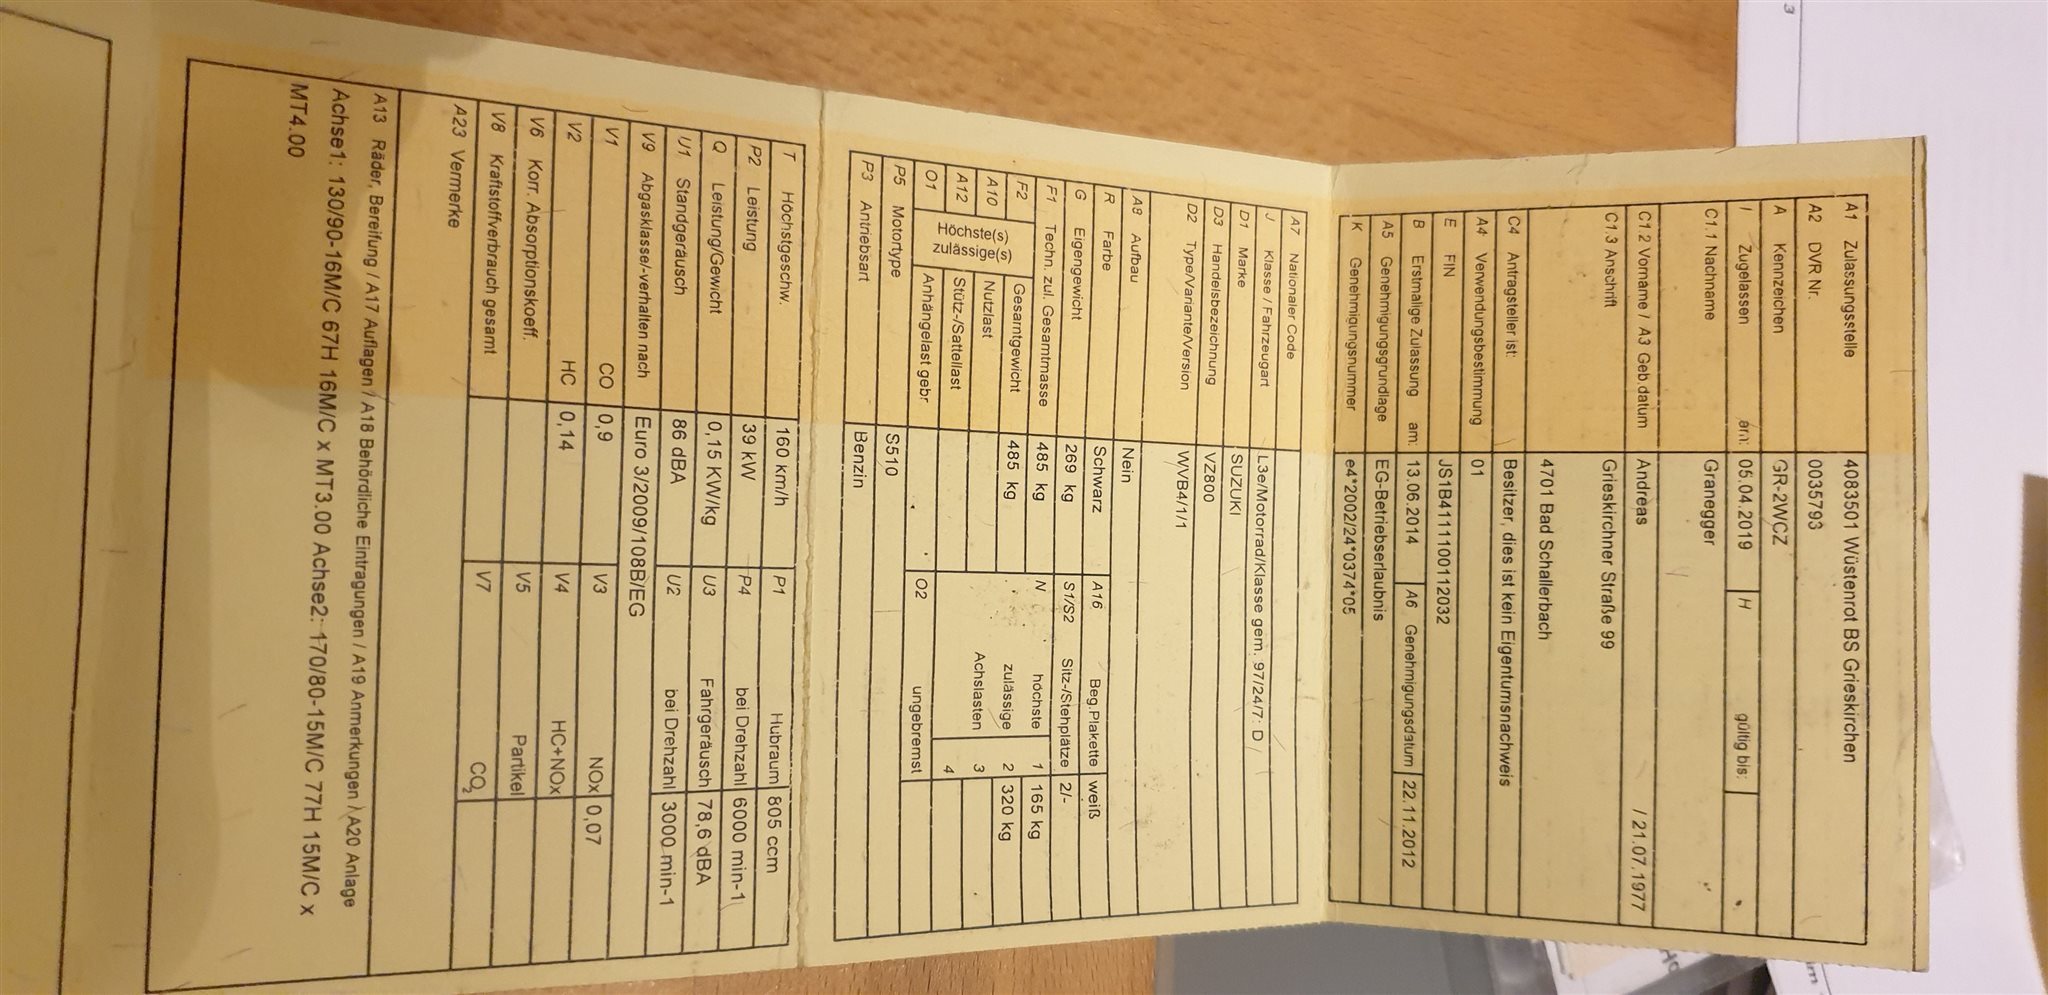 A1 Zulassungsstelle 4083501 Wüstenrot BS Grieskirchen
A2 DVR Nr. 0035793
A Kennzeichen GR-2WCZ
I Zugelassen am: 05.04.2019 H gültig bis:
C1.1 Nachname Granegger
C1.2 Vorname / A3 Geb datum Andreas / 21.07.1977
C1.3 Anschrift Grieskirchner Straße 99
4701 Bad Schallerbach
C4 Antragsteller ist: Besitzer, dies ist kein Eigentumsnachweis
A4 Verwendungsbestimmung 01
E FIN JS1B4111100112032
B Erstmalige Zulassung am: 13.06.2014 A6 Genehmigungsdatum 22.11.2012
A5 Genehmigungsgrundlage EG-Betriebserlaubnis
K Genehmigungsnummer e4*2002/24*0374*05
A7 Nationaler Code
J Klasse / Fahrzeugart L3e/Motorrad/Klasse gem. 97/24/7: D
D1 Marke SUZUKI
D3 Handelsbezeichnung VZ800
D2 Type/Variante/Version WVB4/1/1
A8 Aufbau Nein
R Farbe Schwarz A16 Beg.Plakette weiß
G Eigengewicht 269 kg S1/S2 Sitz-/Stehplätze 2/-
F1 Techn. zul. Gesamtmasse 485 kg N höchste 1 165 kg
F2 Höchste(s) zulässige(s) Gesamtgewicht 485 kg zulässige 2 320 kg
A10 Nutzlast Achslasten 3
A12 Stütz-/Sattellast 4
O1 Anhängelast gebr O2 ungebremst
P5 Motortype S510
P3 Antriebsart Benzin
T Höchstgeschw. 160 km/h P1 Hubraum 805 ccm
P2 Leistung 39 kW P4 bei Drehzahl 6000 min-1
Q Leistung/Gewicht 0,15 KW/kg U3 Fahrgeräusch 78,6 dBA
U1 Standgeräusch 86 dBA U2 bei Drehzahl 3000 min-1
V9 Abgasklasse/-verhalten nach Euro 3/2009/108B/EG
V1 CO 0,9 V3 NOx 0,07
V2 HC 0,14 V4 HC+NOx
V6 Korr. Absorptionskoeff. V5 Partikel
V8 Kraftstoffverbrauch gesamt V7 CO₂
A23 Vermerke
A13 Räder, Bereifung / A17 Auflagen / A18 Behördliche Eintragungen / A19 Anmerkungen / A20 Anlage
Achse1: 130/90-16M/C 67H 16M/C x MT3.00 Achse2: 170/80-15M/C 77H 15M/C x
MT4.00